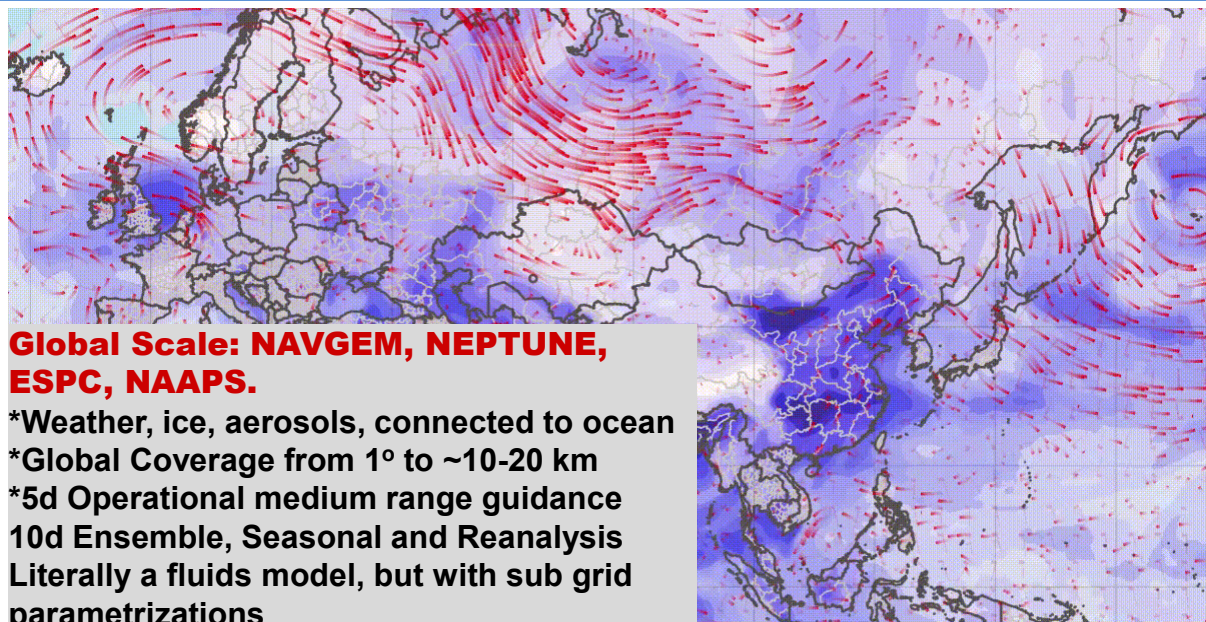 Global Scale: NAVGEM, NEPTUNE,
ESPC, NAAPS.
*Weather, ice, aerosols, connected to ocean
*Global Coverage from 1º to ~10-20 km
*5d Operational medium range guidance
10d Ensemble, Seasonal and Reanalysis
Literally a fluids model, but with sub grid
parametrizations